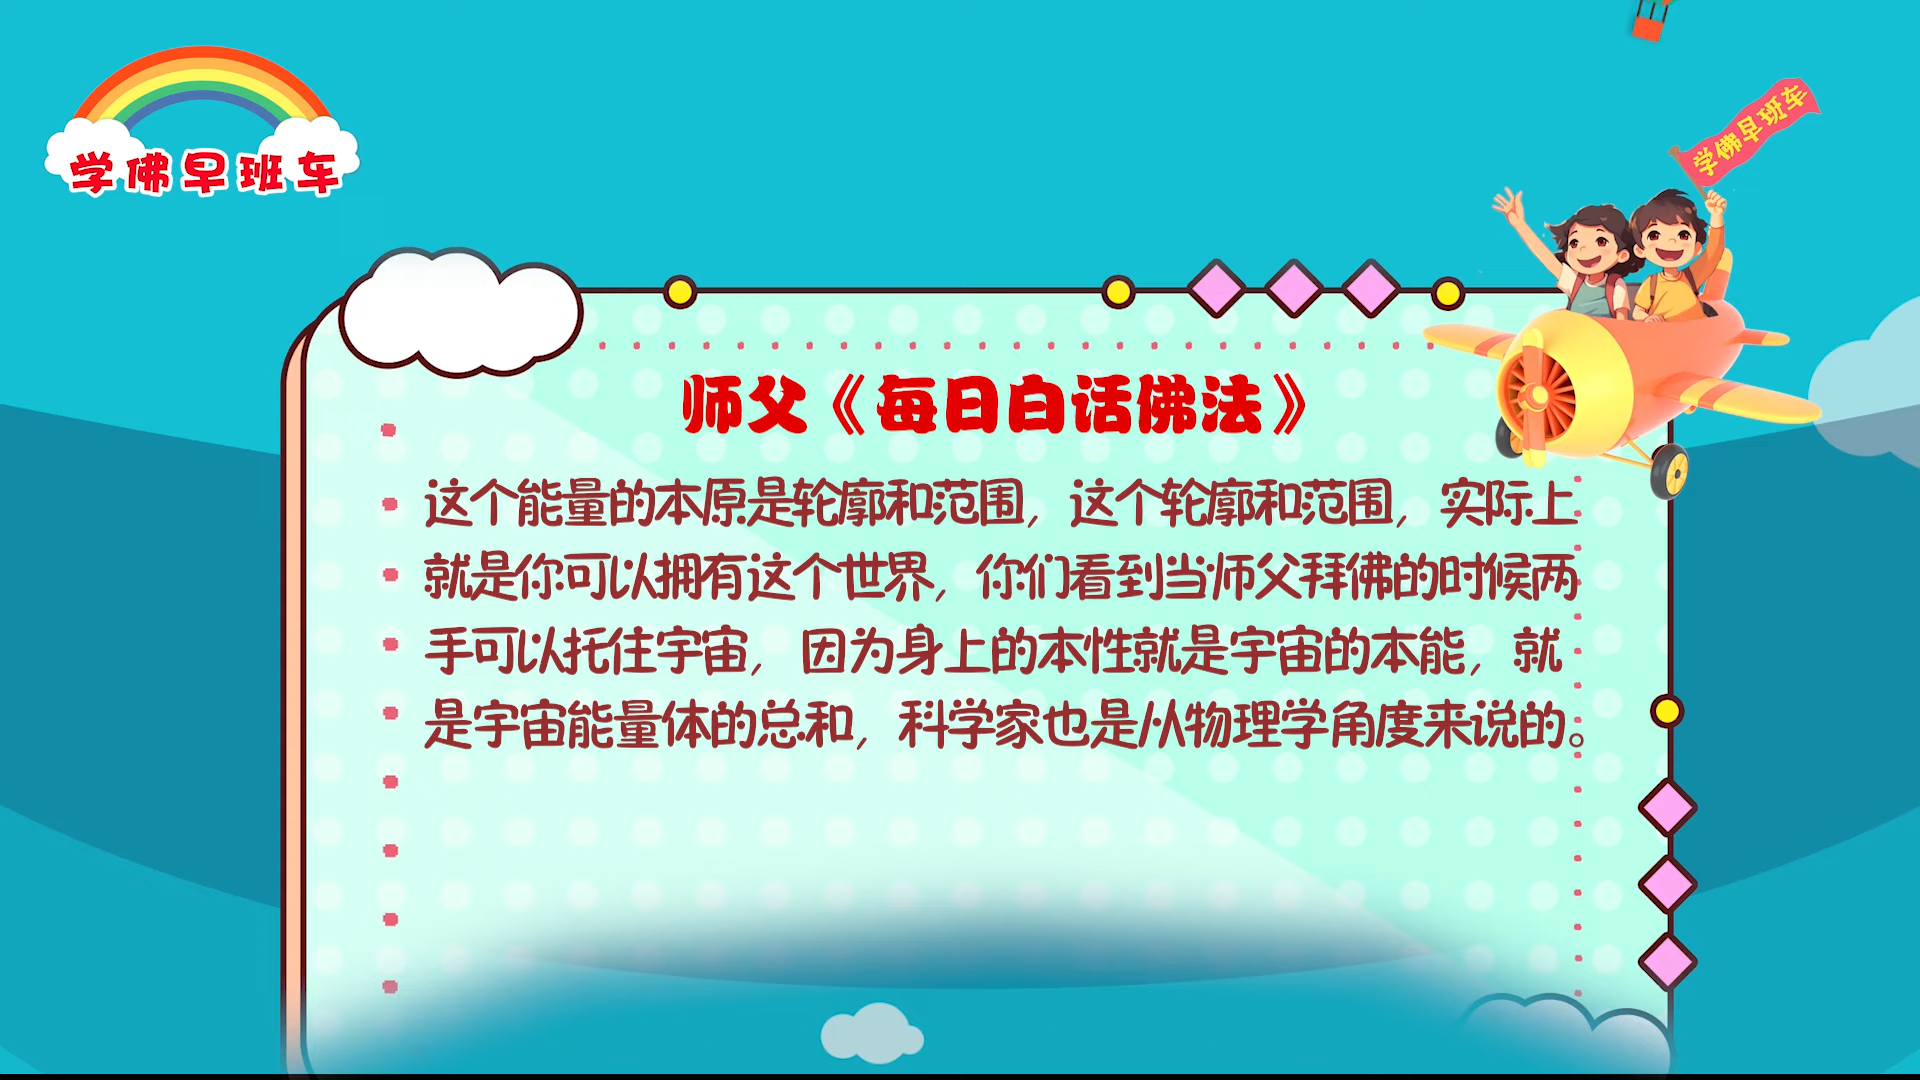 学佛早班车
学佛早班车
师父《每日白话佛法》
这个能量的本原是轮廓和范围，这个轮廓和范围，实际上
就是你可以拥有这个世界，你们看到当师父拜佛的时候两
手可以托住宇宙，因为身上的本性就是宇宙的本能，就
是宇宙能量体的总和，科学家也是从物理学角度来说的。